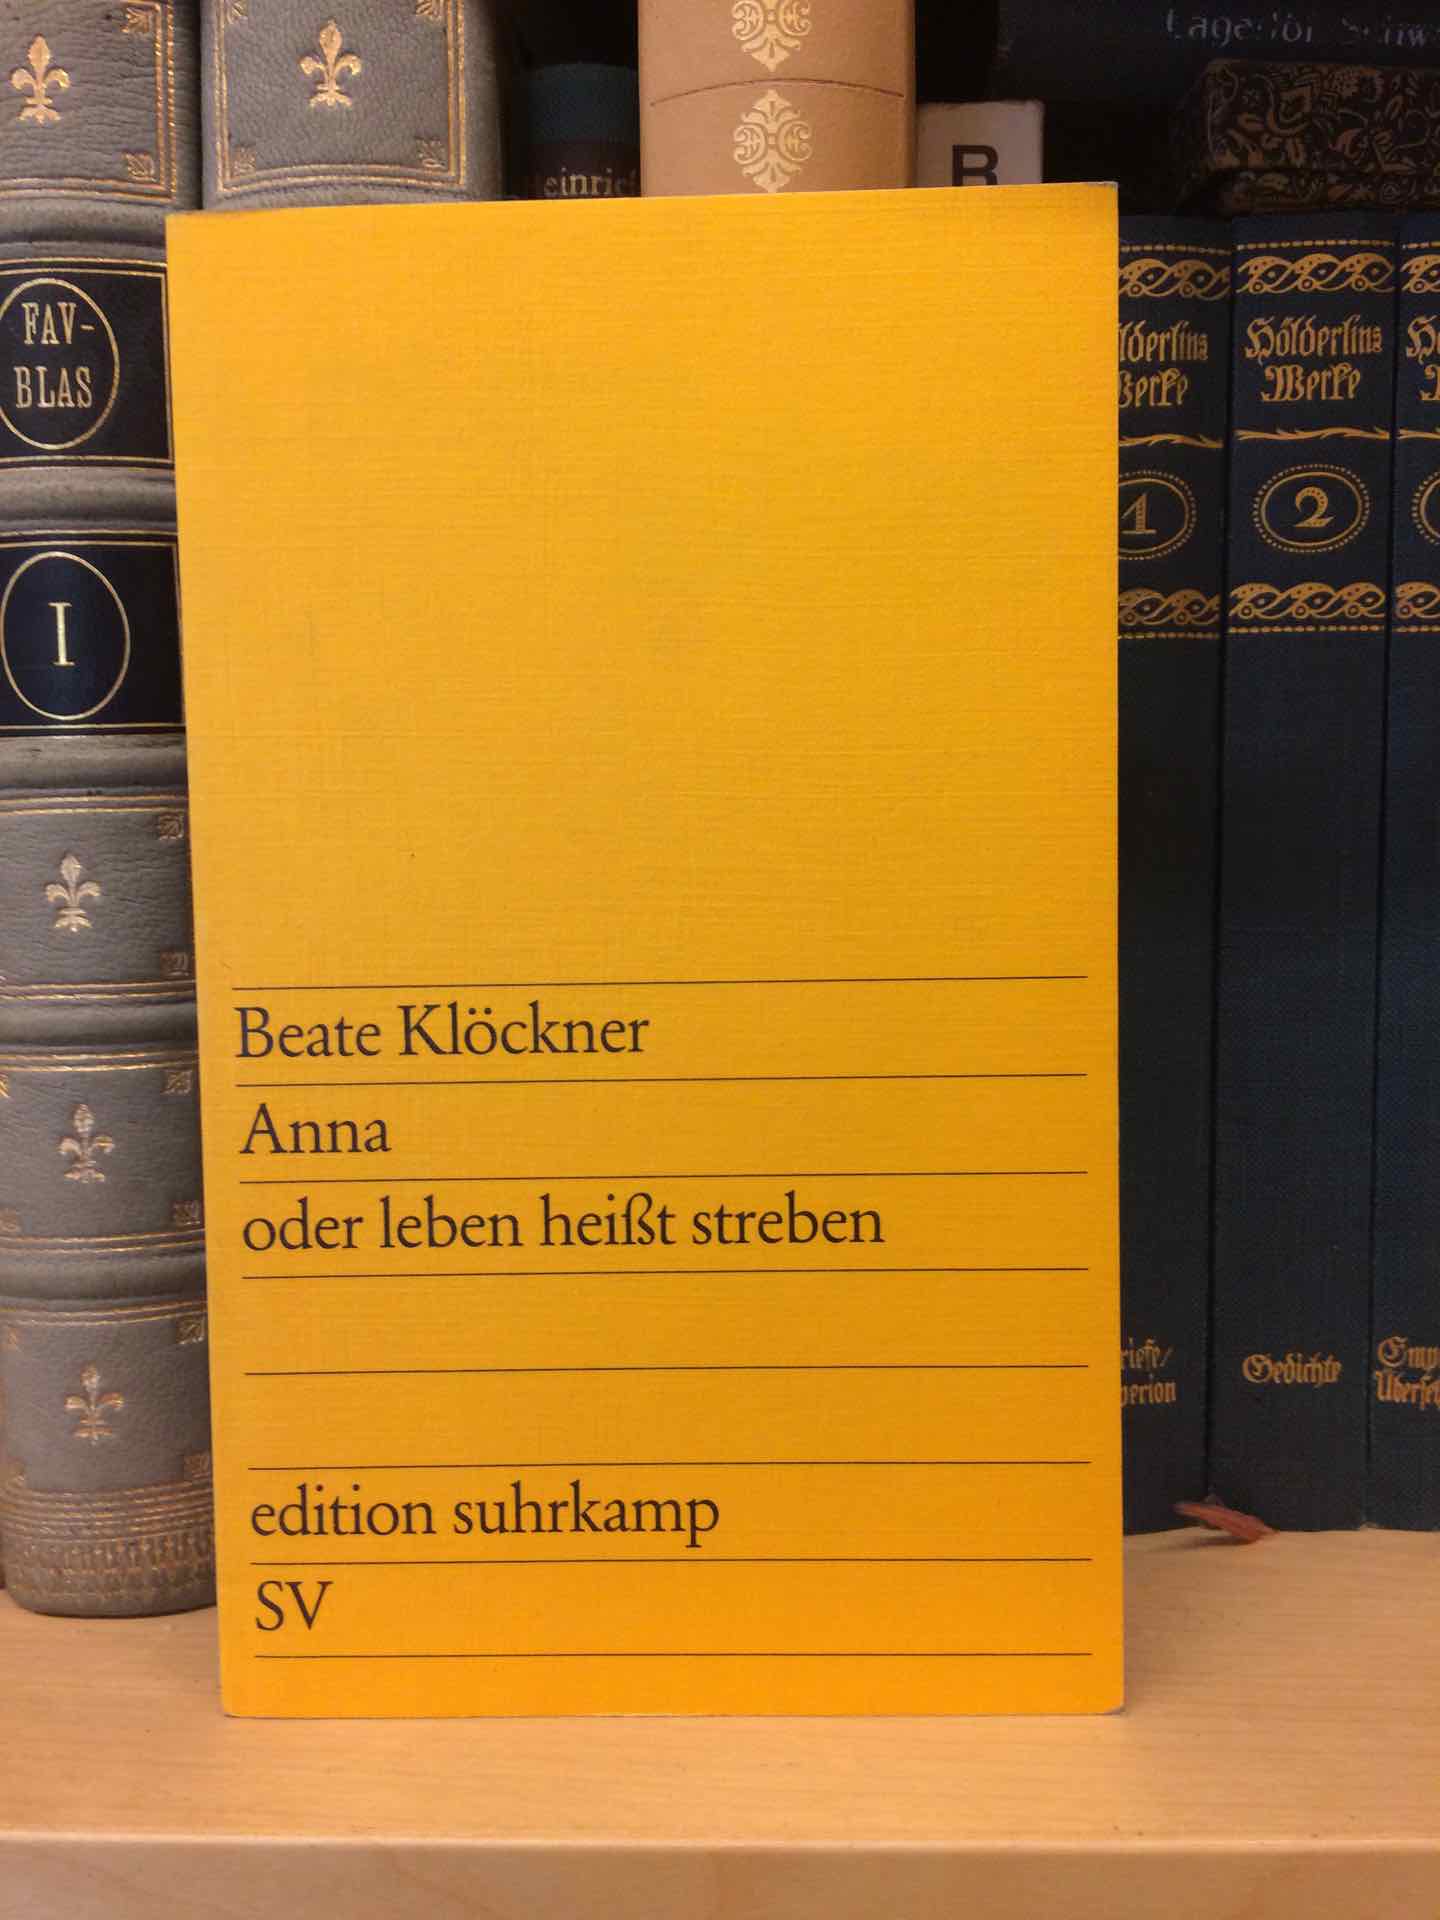 FAV-
BLAS
I
B
Beate Klöckner
Anna
oder leben heißt streben
edition suhrkamp
SV
1
Hölderlins
Werke
2
Gedichte